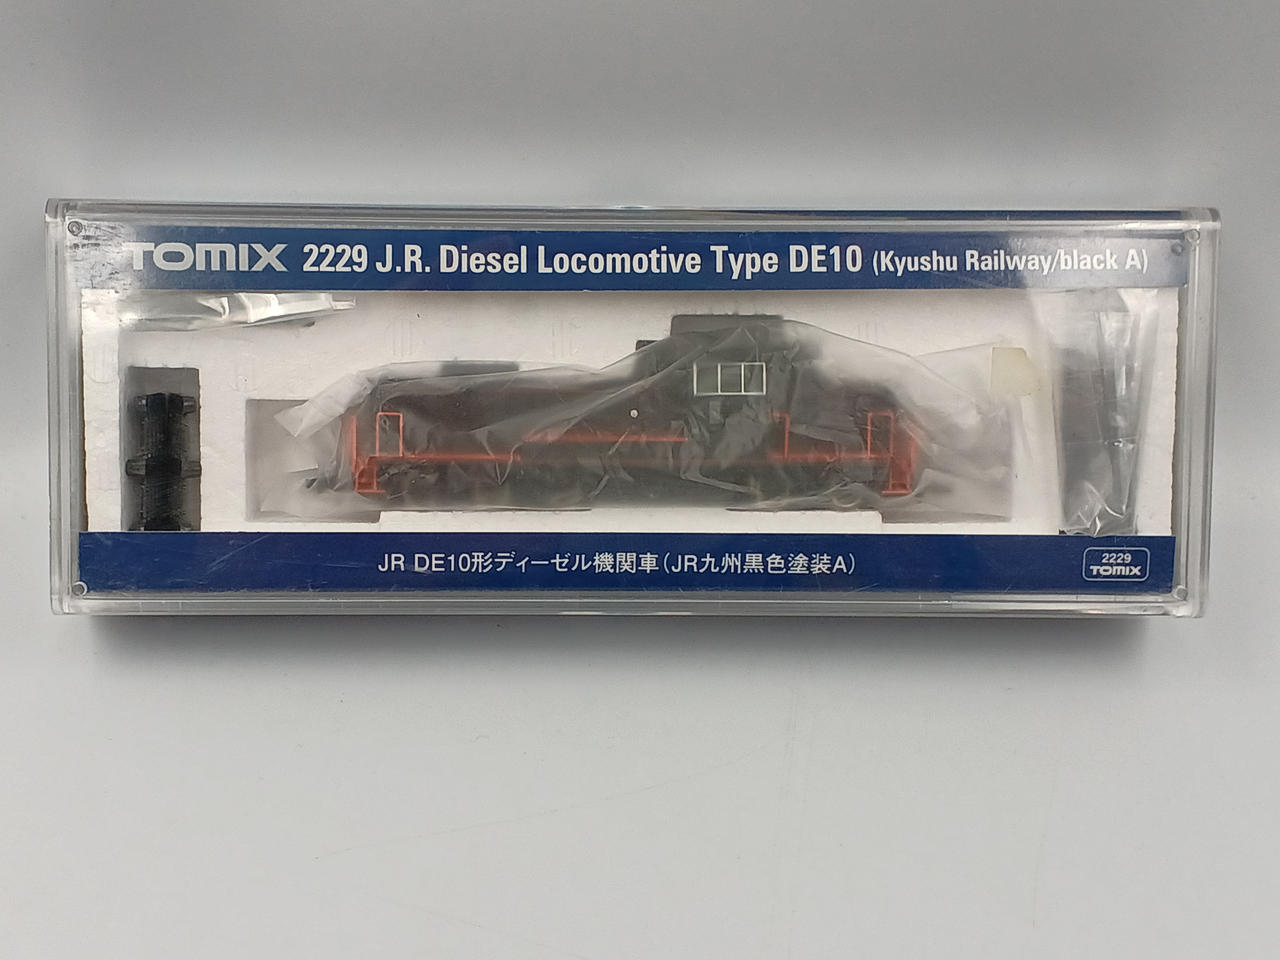 TOMIX 2229 J.R. Diesel Locomotive Type DE10 (Kyushu Railway/black A)
JR DE10形ディーゼル機関車(JR九州黒色塗装A)
2229
TOMIX